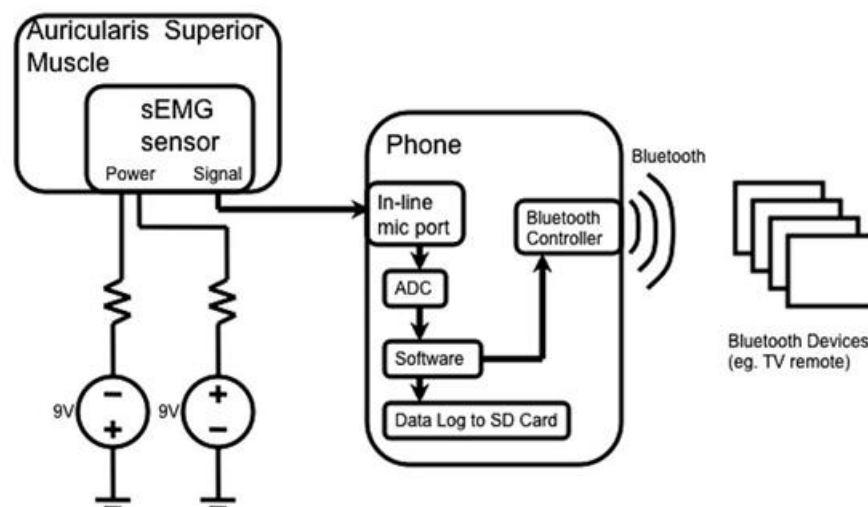 Auricularis Superior
Muscle
sEMG
sensor
Power Signal
Phone
In-line
mic port
ADC
Software
Data Log to SD Card
Bluetooth
Controller
Bluetooth
Bluetooth Devices
(eg. TV remote)
9V
-
+
9V
+
-